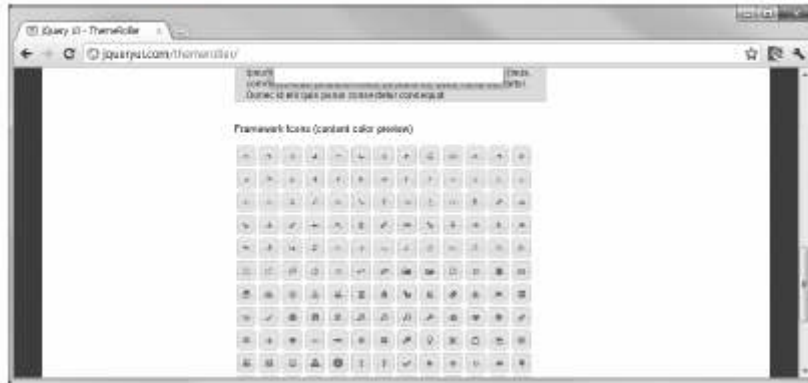 jQuery UI - ThemeRoller
jqueryui.com/themeroller/
Donec id elit quis purus consectetur consequat
Framework Icons (content color preview)